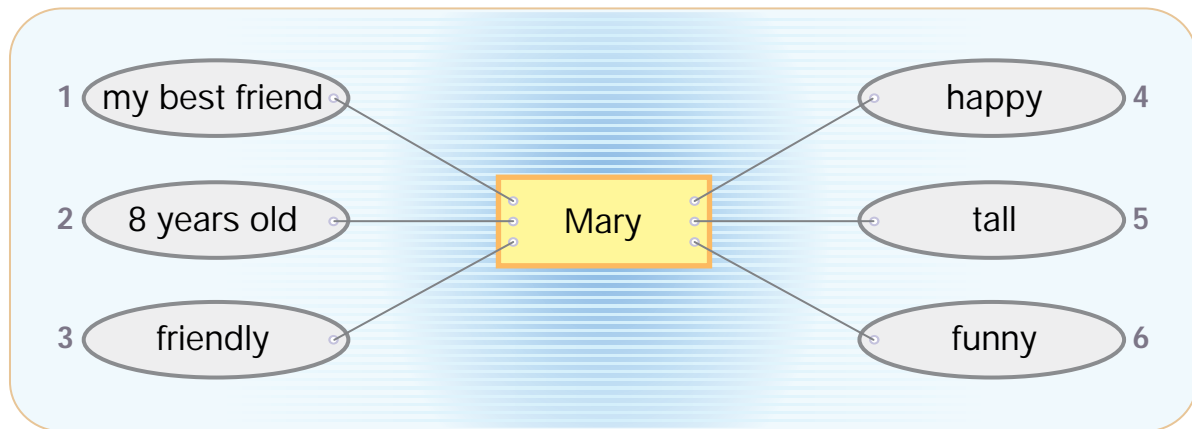 1 my best friend
2 8 years old
3 friendly
Mary
happy 4
tall 5
funny 6